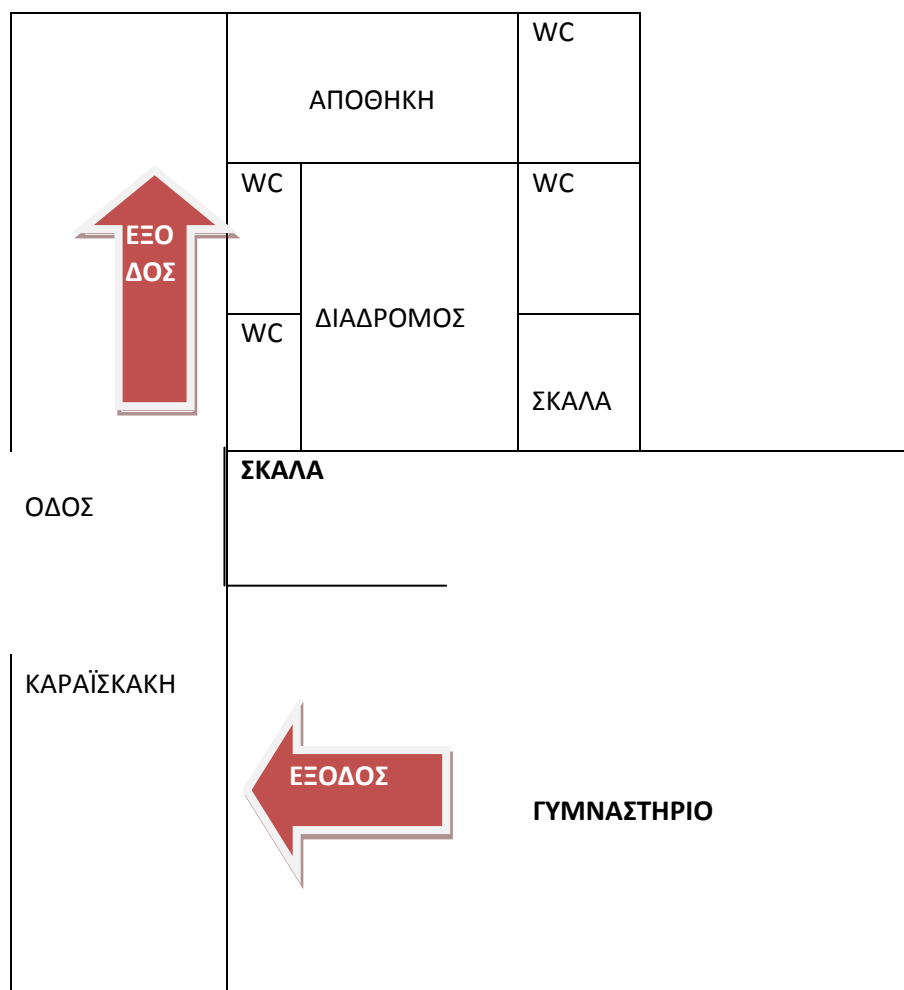 WC
ΑΠΟΘΗΚΗ
WC
WC
ΕΞΟ
ΔΟΣ
ΔΙΑΔΡΟΜΟΣ
WC
ΣΚΑΛΑ
ΣΚΑΛΑ
ΟΔΟΣ
ΚΑΡΑΪΣΚΑΚΗ
ΕΞΟΔΟΣ
ΓΥΜΝΑΣΤΗΡΙΟ